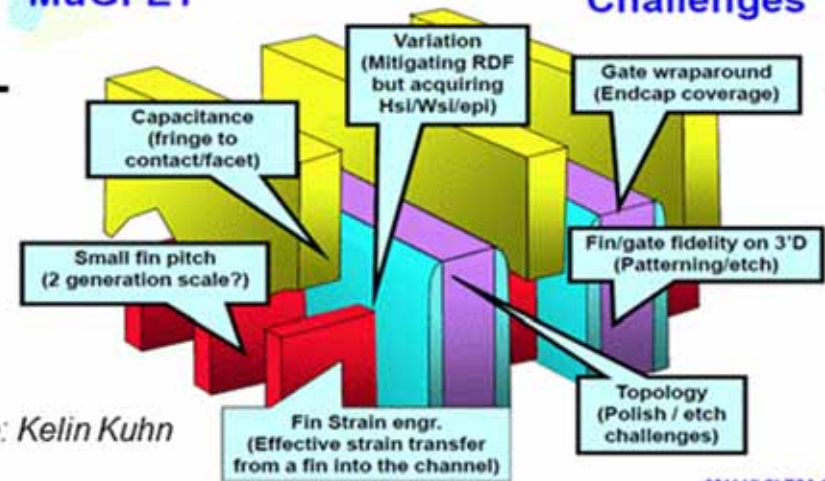 Challenges
Variation
(Mitigating RDF
but acquiring
Hsi/Wsi/epi)
Gate wraparound
(Endcap coverage)
Capacitance
(fringe to
contact/facet)
Small fin pitch
(2 generation scale?)
Fin/gate fidelity on 3'D
(Patterning/etch)
Topology
(Polish / etch
challenges)
Fin Strain engr.
(Effective strain transfer
from a fin into the channel)
Kelin Kuhn